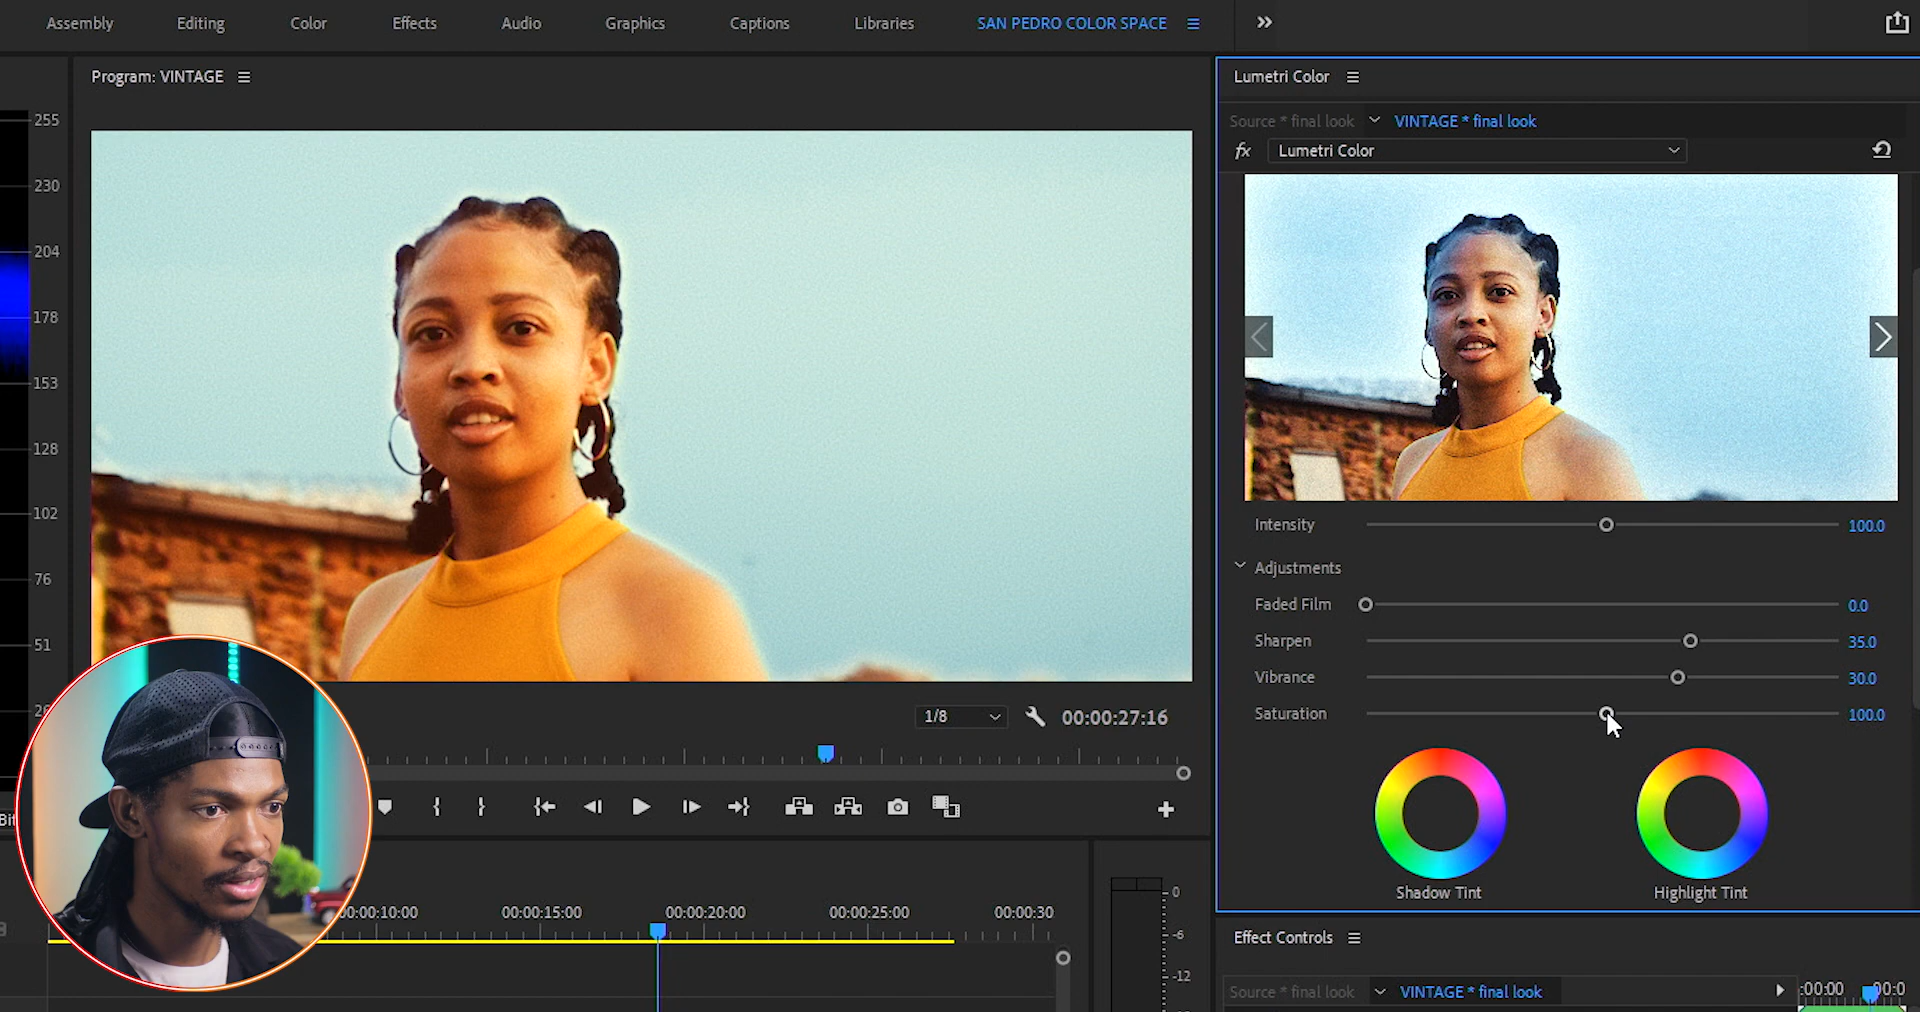 Assembly Editing Color Effects Audio Graphics Captions Libraries SAN PEDRO COLOR SPACE
Program: VINTAGE
255
230
204
178
153
128
102
76
51
26
Bit
1/8
00:00:27:16
00:00:10:00 00:00:15:00 00:00:20:00 00:00:25:00 00:00:30
0
-6
-12
Lumetri Color
Source * final look VINTAGE * final look
fx Lumetri Color
Intensity 100.0
Adjustments
Faded Film 0.0
Sharpen 35.0
Vibrance 30.0
Saturation 100.0
Shadow Tint Highlight Tint
Effect Controls
Source * final look VINTAGE * final look
:00:00 00:0